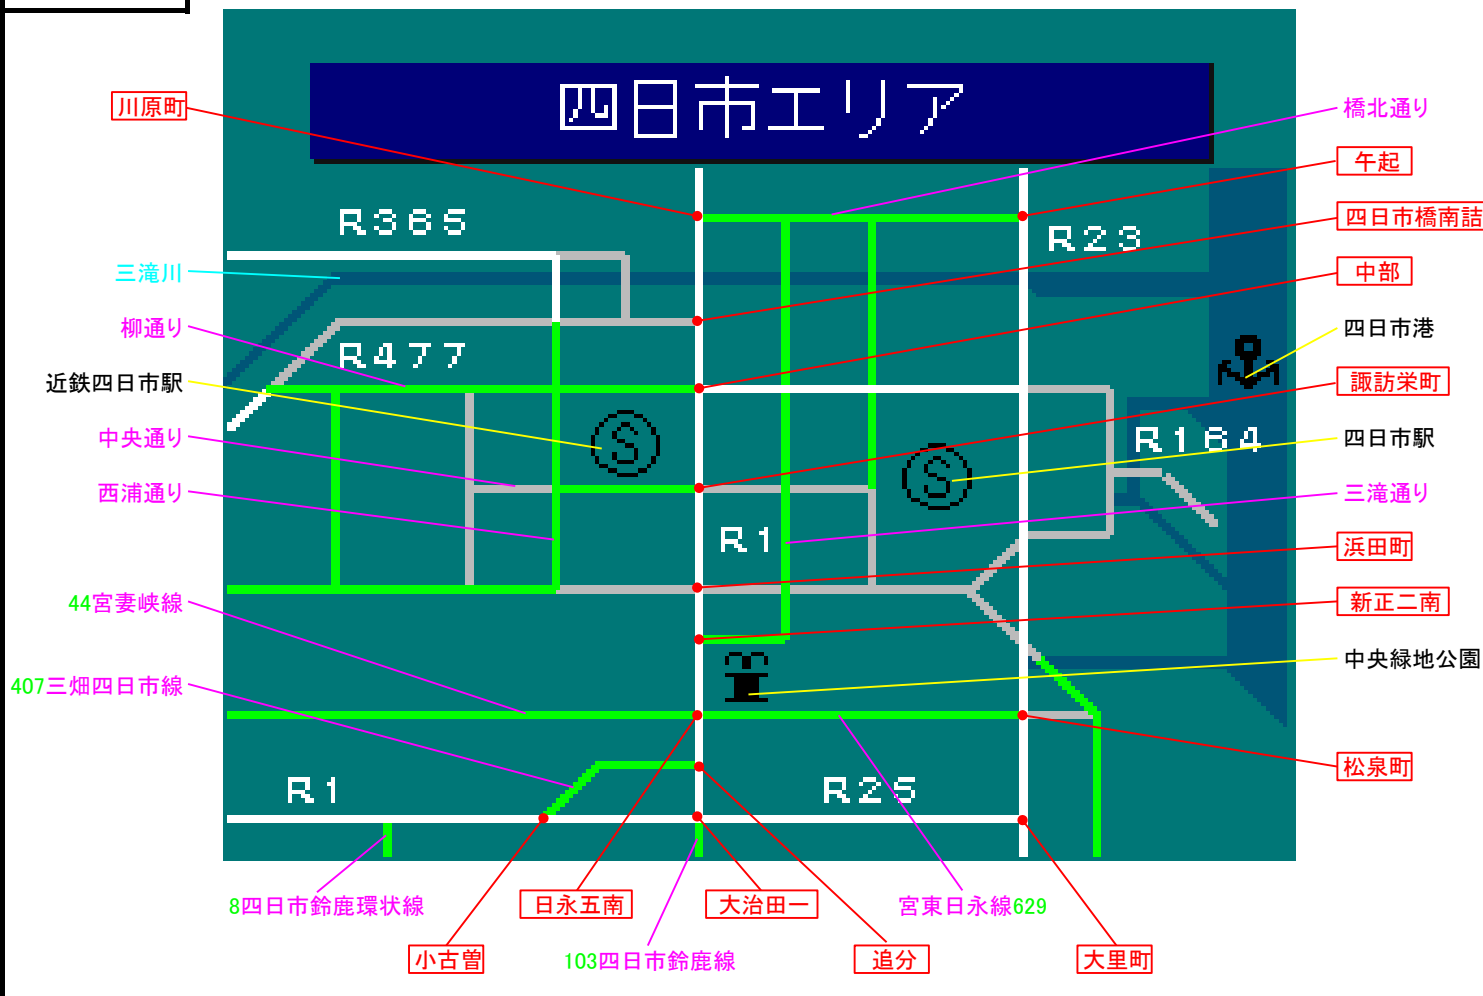 四日市エリア
川原町
橋北通り
午起
R365
四日市橋南詰
R23
三滝川
中部
柳通り
四日市港
R477
近鉄四日市駅
諏訪栄町
中央通り
四日市駅
R164
西浦通り
三滝通り
R1
浜田町
44宮妻峡線
新正二南
中央緑地公園
407三畑四日市線
松泉町
R1
R25
8四日市鈴鹿環状線
日永五南
大治田一
宮東日永線629
小古曽
103四日市鈴鹿線
追分
大里町